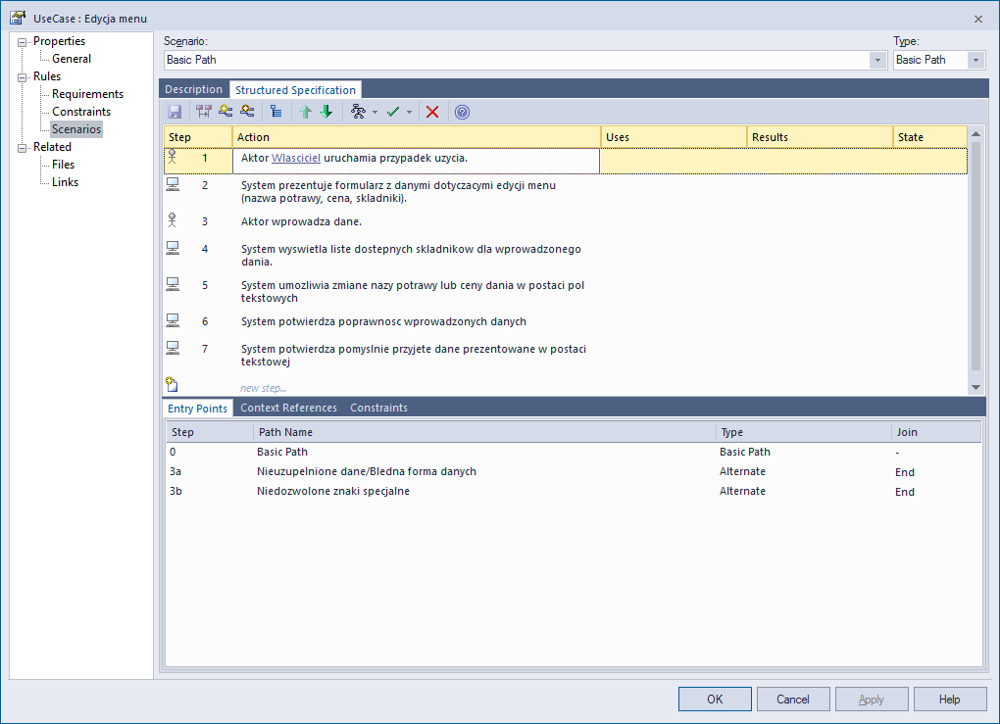 UseCase : Edycja menu
Properties
General
Rules
Requirements
Constraints
Scenarios
Related
Files
Links
Scenario: Type:
Basic Path Basic Path
Description Structured Specification
Step Action Uses Results State
1 Aktor Wlasciciel uruchamia przypadek uzycia.
2 System prezentuje formularz z danymi dotyczacymi edycji menu
(nazwa potrawy, cena, skladniki).
3 Aktor wprowadza dane.
4 System wyswietla liste dostepnych skladnikow dla wprowadzonego
dania.
5 System umozliwia zmiane nazy potrawy lub ceny dania w postaci pol
tekstowych
6 System potwierdza poprawnosc wprowadzonych danych
7 System potwierdza pomyslnie przyjete dane prezentowane w postaci
tekstowej
new step...
Entry Points Context References Constraints
Step Path Name Type Join
0 Basic Path Basic Path -
3a Nieuzupelnione dane/Bledna forma danych Alternate End
3b Niedozwolone znaki specjalne Alternate End
OK Cancel Apply Help